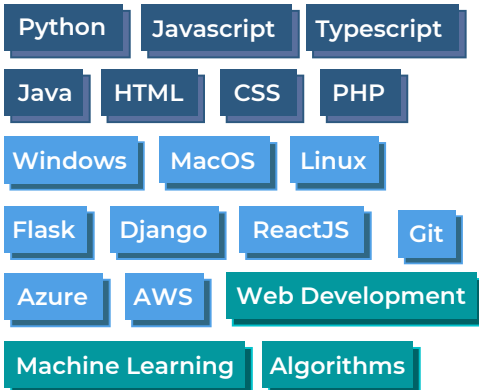 Python Javascript Typescript
Java HTML CSS PHP
Windows MacOS Linux
Flask Django ReactJS Git
Azure AWS Web Development
Machine Learning Algorithms